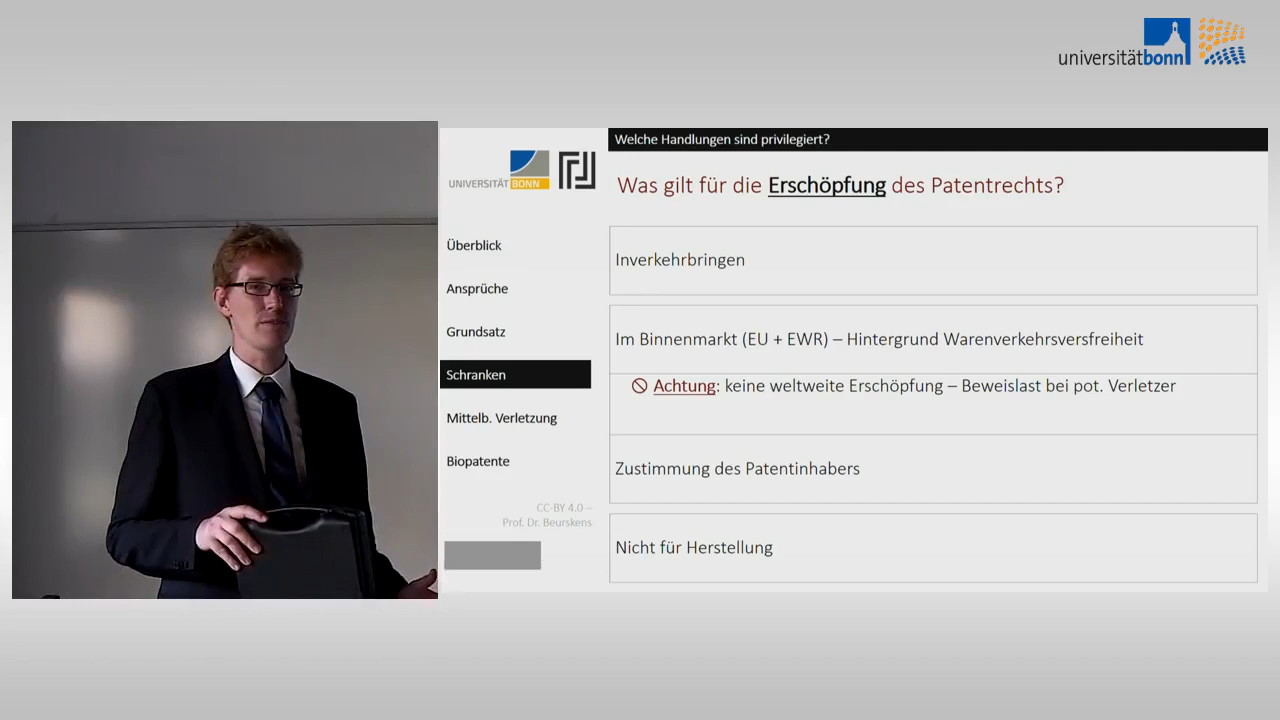 universitätbonn
UNIVERSITÄT BONN
Welche Handlungen sind privilegiert?
Was gilt für die Erschöpfung des Patentrechts?
Überblick
Ansprüche
Grundsatz
Schranken
Mittelb. Verletzung
Biopatente
CC-BY 4.0 –
Prof. Dr. Beurskens
Inverkehrbringen
Im Binnenmarkt (EU + EWR) – Hintergrund Warenverkehrsversfreiheit
Achtung: keine weltweite Erschöpfung – Beweislast bei pot. Verletzer
Zustimmung des Patentinhabers
Nicht für Herstellung